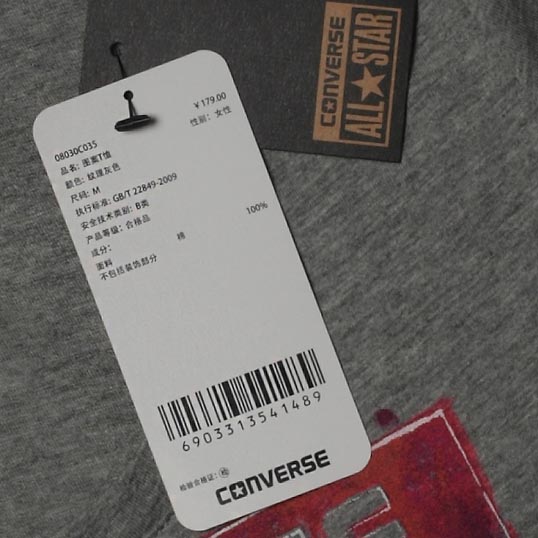 CONVERSE
ALL★STAR
¥179.00
08030C035
性别: 女性
品名: 图案T恤
颜色: 纹理灰色
尺码: M
执行标准: GB/T 22849-2009
安全技术类别: B类
产品等级: 合格品
成分:
面料 棉 100%
不包括装饰部分
6903313541489
检验合格证: 检
CONVERSE